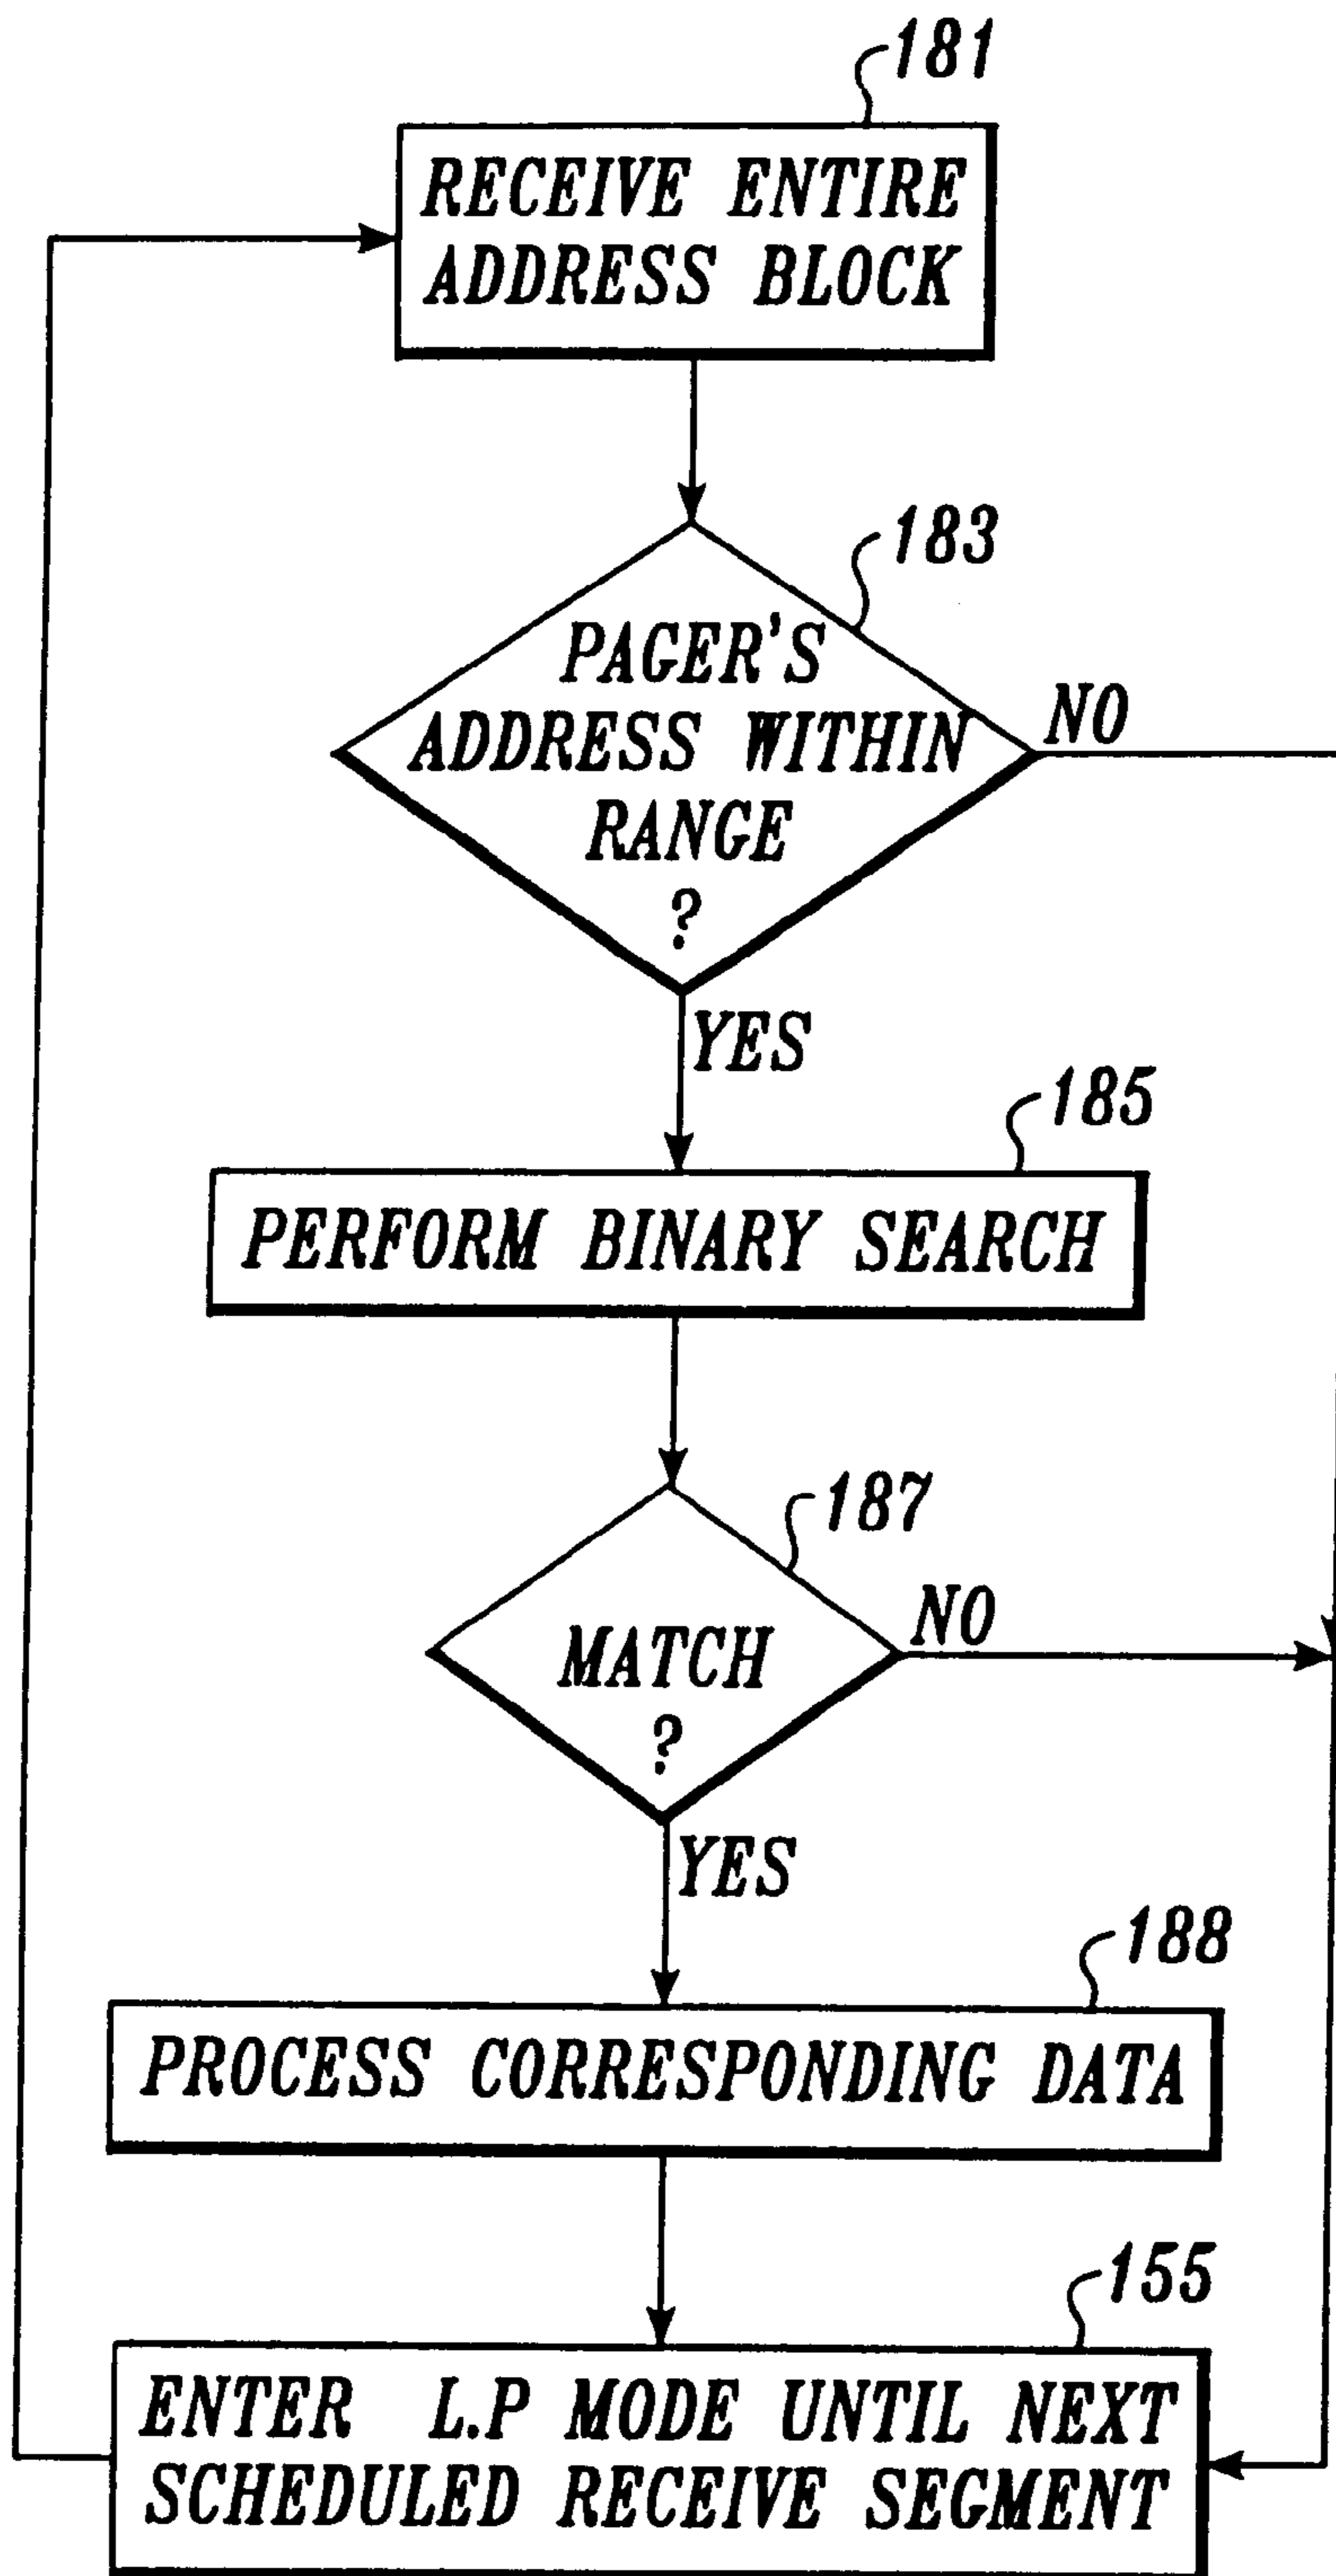 181
RECEIVE ENTIRE
ADDRESS BLOCK
183
PAGER'S
ADDRESS WITHIN
RANGE
?
NO
YES
185
PERFORM BINARY SEARCH
187
MATCH
?
NO
YES
188
PROCESS CORRESPONDING DATA
155
ENTER L.P MODE UNTIL NEXT
SCHEDULED RECEIVE SEGMENT